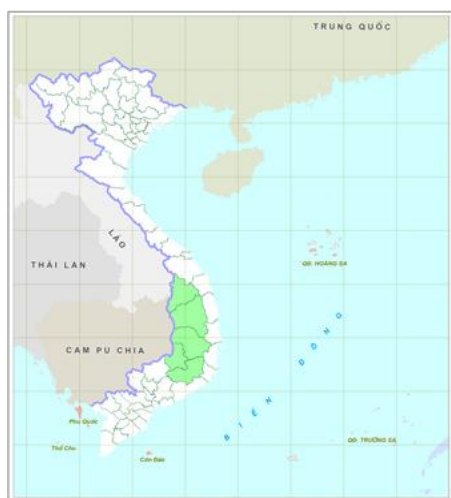 TRUNG QUỐC
LÀO
THÁI LAN
QĐ. HOÀNG SA
CAM PU CHIA
BIỂN ĐÔNG
Phú Quốc
QĐ. TRƯỜNG SA
Thổ Chu
Côn Đảo